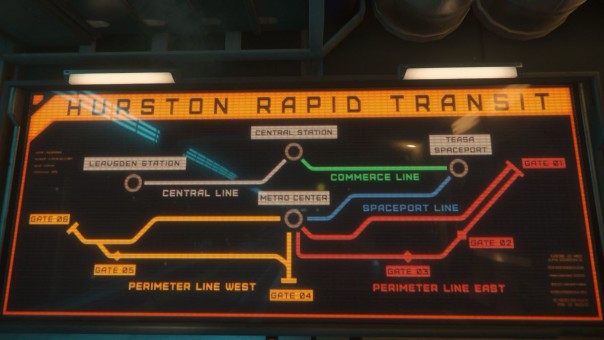 HURSTON RAPID TRANSIT
CENTRAL STATION
TEASA
SPACEPORT
LEAVSDEN STATION
GATE 01
COMMERCE LINE
CENTRAL LINE
METRO CENTER
SPACEPORT LINE
GATE 06
GATE 02
GATE 05
GATE 03
PERIMETER LINE WEST
GATE 04
PERIMETER LINE EAST